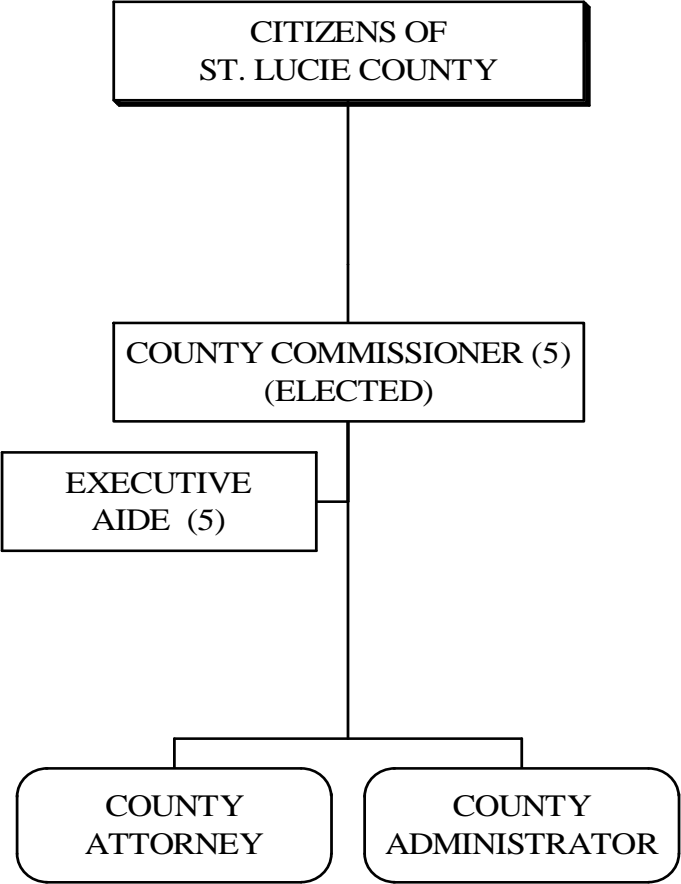 CITIZENS OF
ST. LUCIE COUNTY
COUNTY COMMISSIONER (5)
(ELECTED)
EXECUTIVE
AIDE (5)
COUNTY
ATTORNEY
COUNTY
ADMINISTRATOR